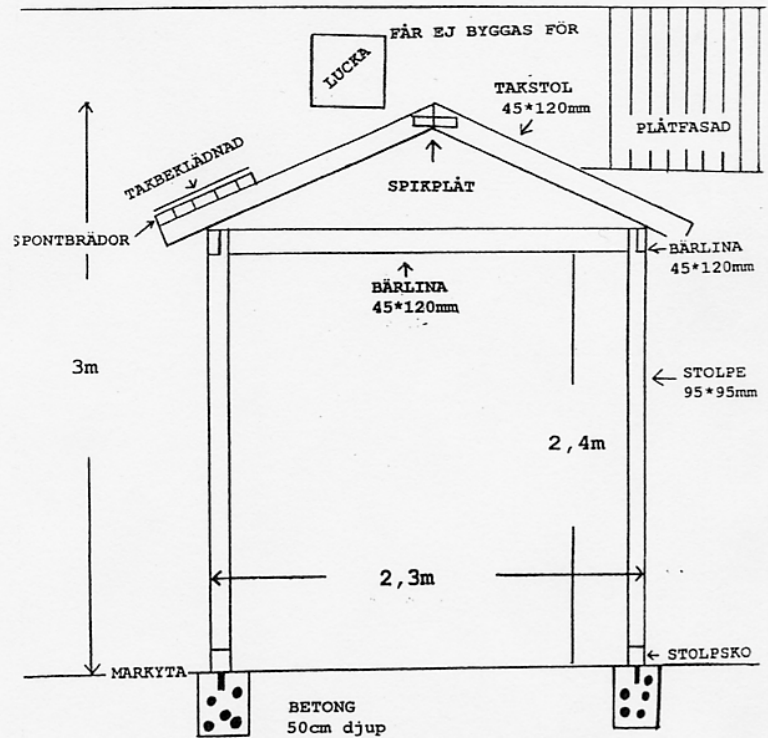 FÅR EJ BYGGAS FÖR
LUCKA
TAKSTOL
45*120mm
PLÅTFASAD
TAKBEKLÄDNAD
SPIKPLÅT
SPONTBRÄDOR
BÄRLINA
45*120mm
BÄRLINA
45*120mm
3m
STOLPE
95*95mm
2,4m
2,3m
STOLPSKO
MARKYTA
BETONG
50cm djup